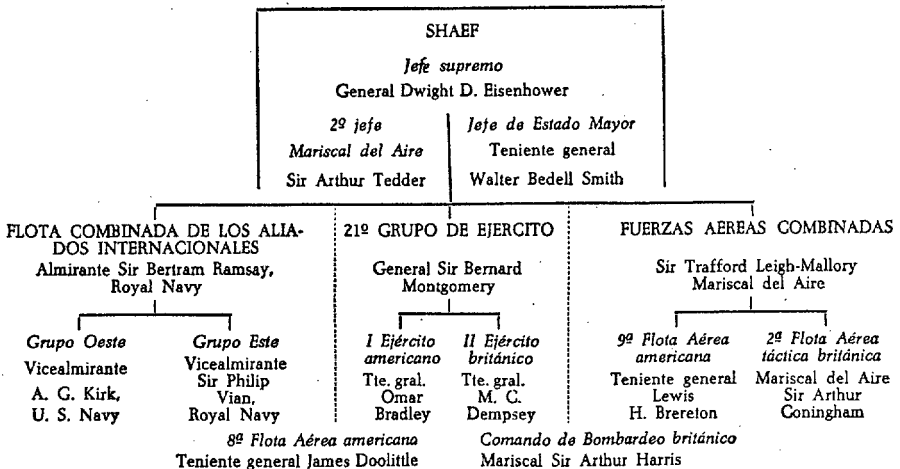 SHAEF
Jefe supremo
General Dwight D. Eisenhower
2º jefe
Mariscal del Aire
Sir Arthur Tedder
Jefe de Estado Mayor
Teniente general
Walter Bedell Smith
FLOTA COMBINADA DE LOS ALIA-
DOS INTERNACIONALES
Almirante Sir Bertram Ramsay,
Royal Navy
Grupo Oeste
Vicealmirante
A. G. Kirk,
U. S. Navy
Grupo Este
Vicealmirante
Sir Philip
Vian,
Royal Navy
21º GRUPO DE EJERCITO
General Sir Bernard
Montgomery
I Ejército
americano
Tte. gral.
Omar
Bradley
II Ejército
británico
Tte. gral.
M. C.
Dempsey
FUERZAS AEREAS COMBINADAS
Sir Trafford Leigh-Mallory
Mariscal del Aire
9ª Flota Aérea
americana
Teniente general
Lewis
H. Brereton
2ª Flota Aérea
táctica británica
Mariscal del Aire
Sir Arthur
Coningham
8ª Flota Aérea americana
Teniente general James Doolittle
Comando de Bombardeo británico
Mariscal Sir Arthur Harris